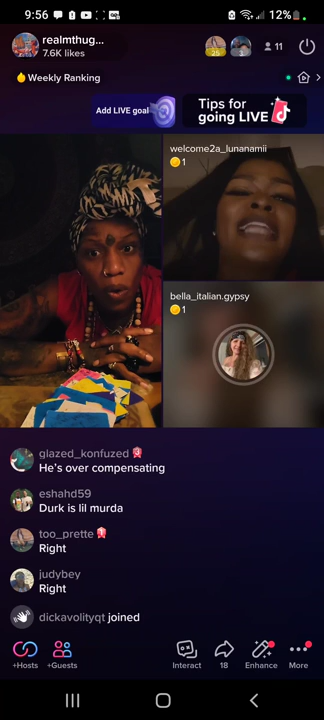 9:56
12%
realmthug...
7.6K likes
25
11
Weekly Ranking
Add LIVE goal
Tips for
going LIVE
welcome2a_lunanamii
1
bella_italian.gypsy
1
glazed_konfuzed
He's over compensating
eshahd59
Durk is lil murda
too_prette
Right
judybey
Right
dickavolityqt joined
+Hosts
+Guests
Interact
18
Enhance
More